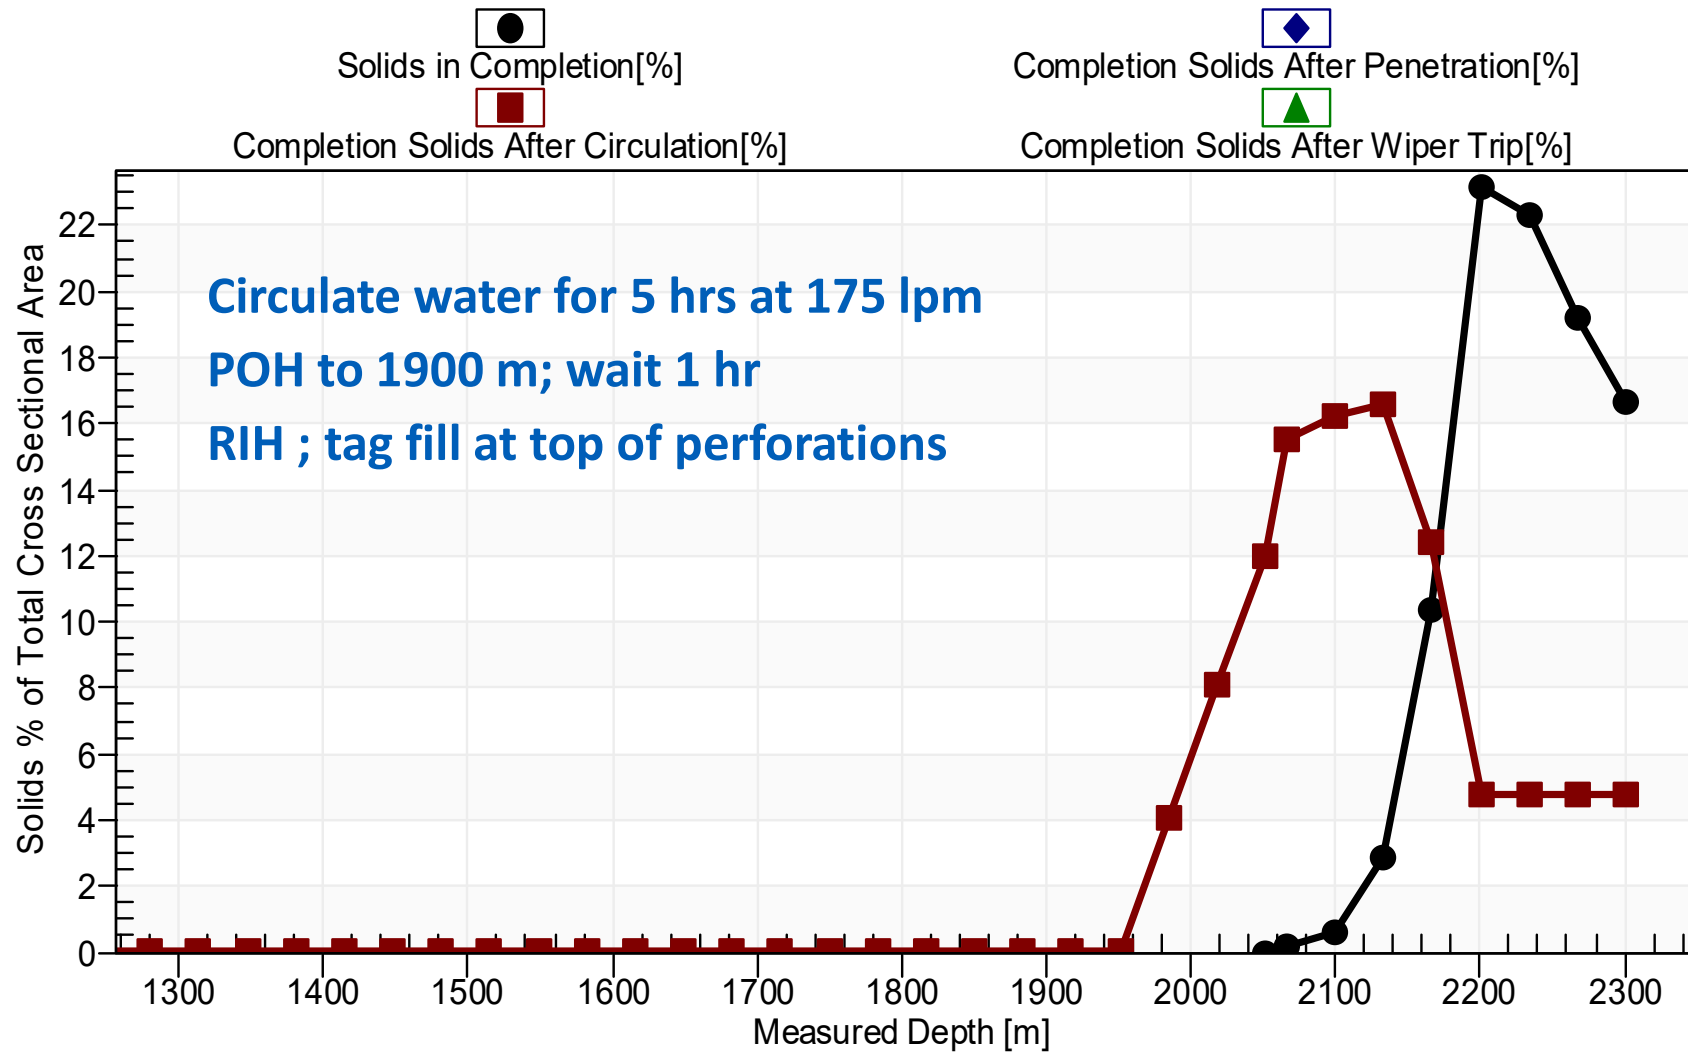 Solids in Completion[%]
Completion Solids After Penetration[%]
Completion Solids After Circulation[%]
Completion Solids After Wiper Trip[%]
Solids % of Total Cross Sectional Area
22
20
18
16
14
12
10
8
6
4
2
0
Circulate water for 5 hrs at 175 lpm
POH to 1900 m; wait 1 hr
RIH ; tag fill at top of perforations
1300 1400 1500 1600 1700 1800 1900 2000 2100 2200 2300
Measured Depth [m]